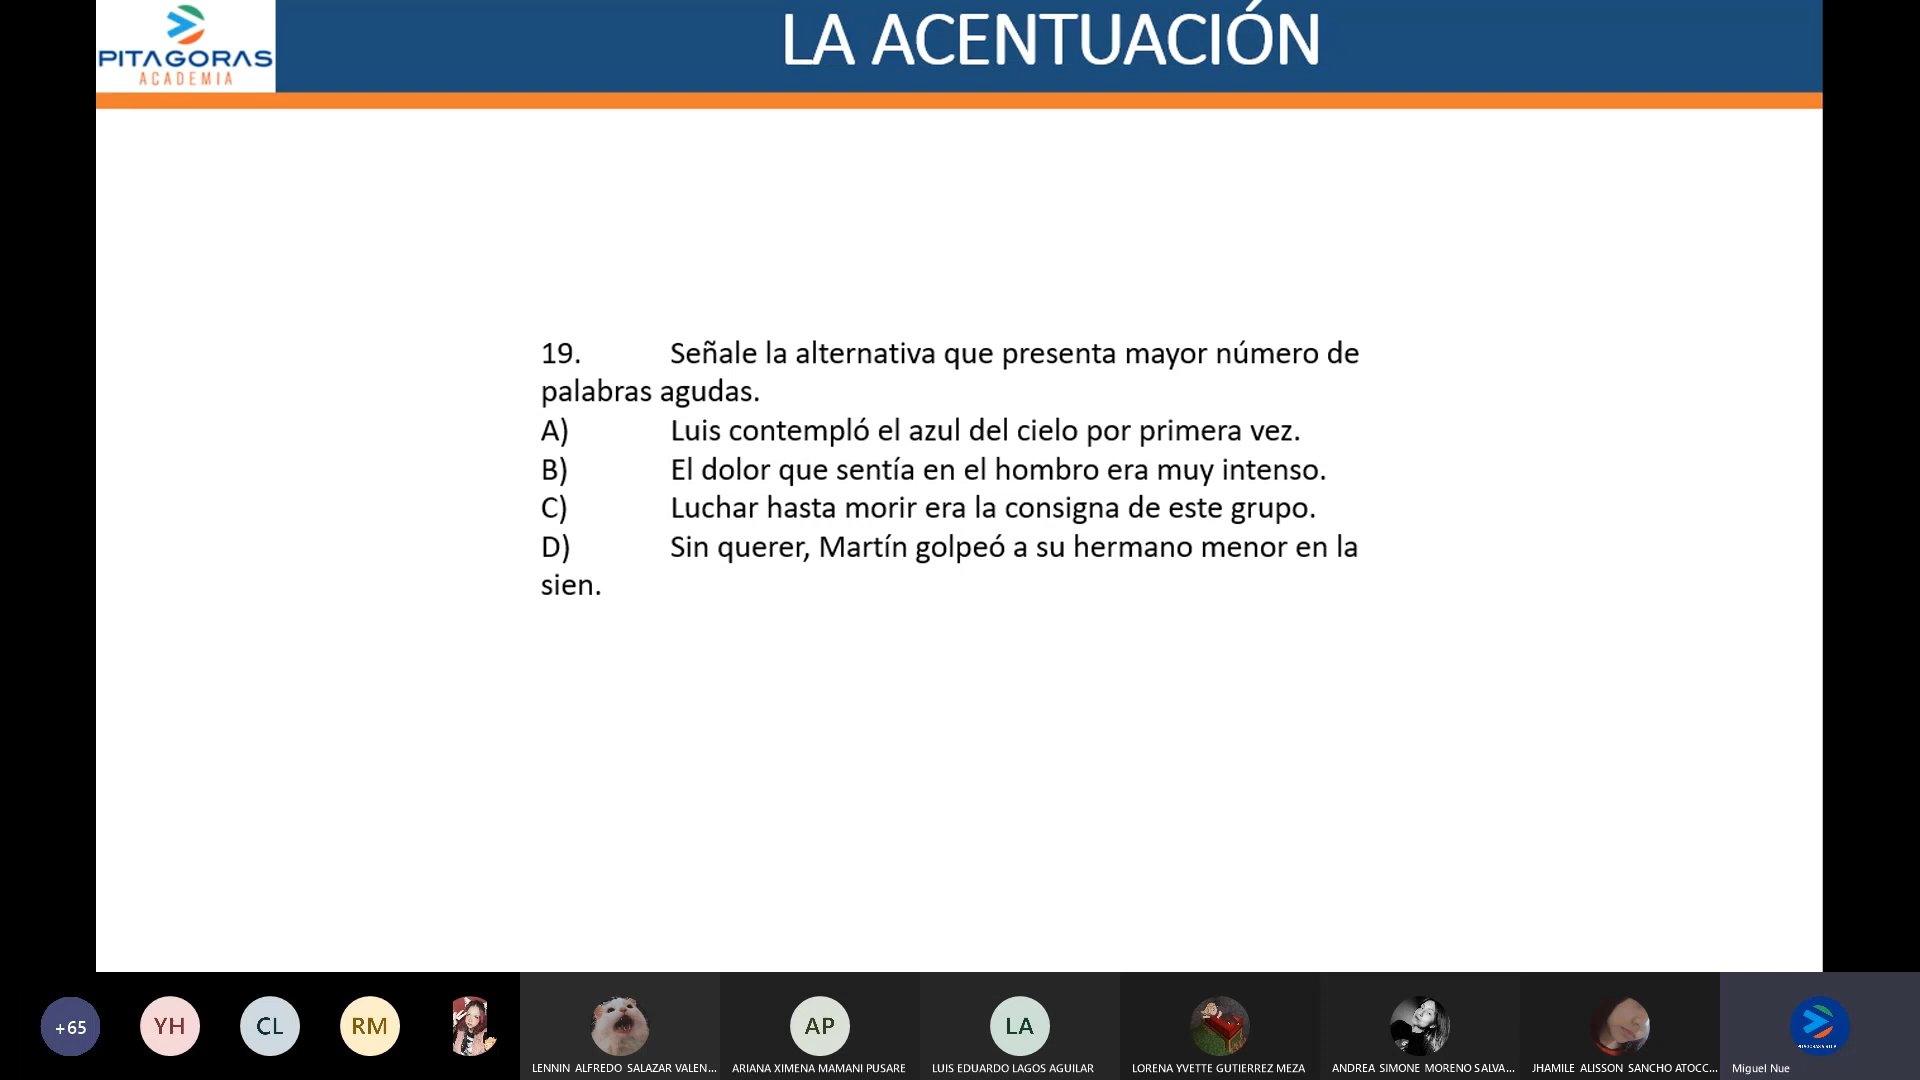 PITAGORAS
ACADEMIA
LA ACENTUACIÓN
19. Señale la alternativa que presenta mayor número de
palabras agudas.
A) Luis contempló el azul del cielo por primera vez.
B) El dolor que sentía en el hombro era muy intenso.
C) Luchar hasta morir era la consigna de este grupo.
D) Sin querer, Martín golpeó a su hermano menor en la
sien.
+65
YH
CL
RM
AP
LA
LENNIN ALFREDO SALAZAR VALEN...
ARIANA XIMENA MAMANI PUSARE
LUIS EDUARDO LAGOS AGUILAR
LORENA YVETTE GUTIERREZ MEZA
ANDREA SIMONE MORENO SALVA...
JHAMILE ALISSON SANCHO ATOCC...
Miguel Nue